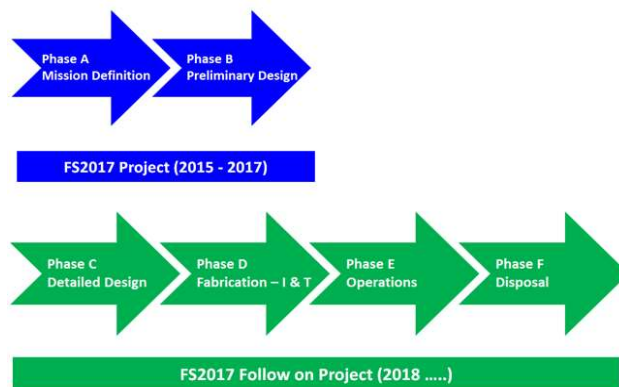 Phase A
Mission Definition
Phase B
Preliminary Design
FS2017 Project (2015 - 2017)
Phase C
Detailed Design
Phase D
Fabrication – I & T
Phase E
Operations
Phase F
Disposal
FS2017 Follow on Project (2018 .....)